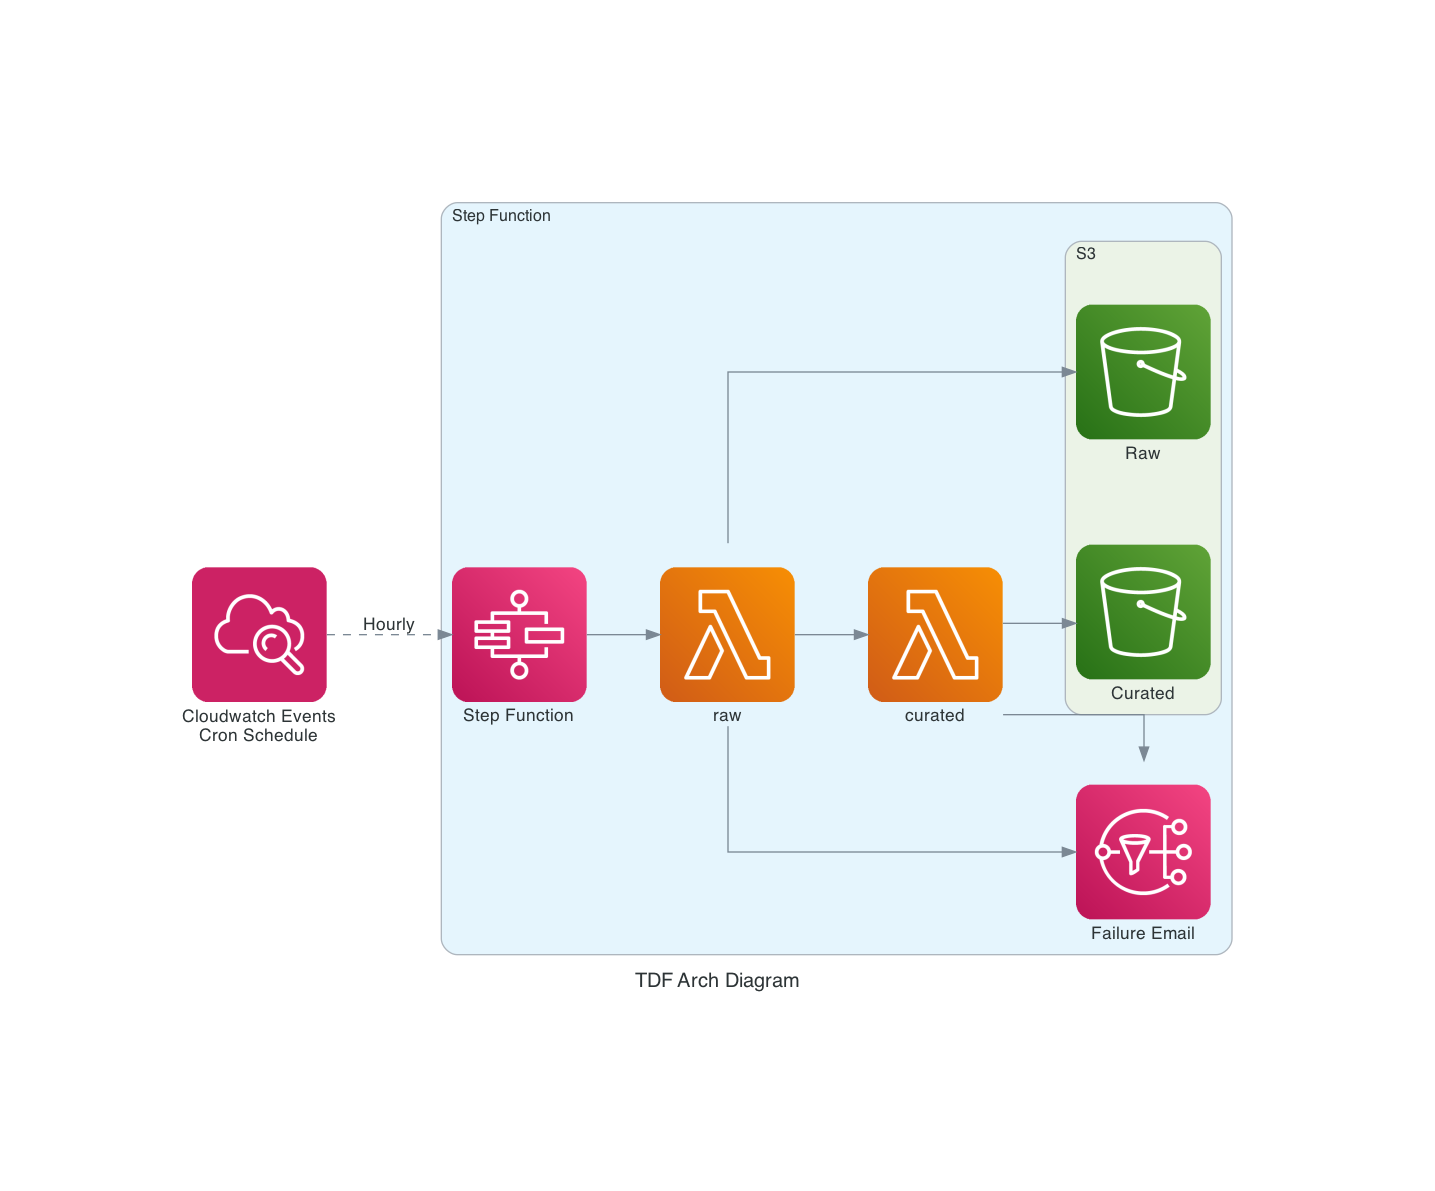 Step Function
S3
Raw
Hourly
Cloudwatch Events
Cron Schedule
Step Function
raw
curated
Curated
Failure Email
TDF Arch Diagram